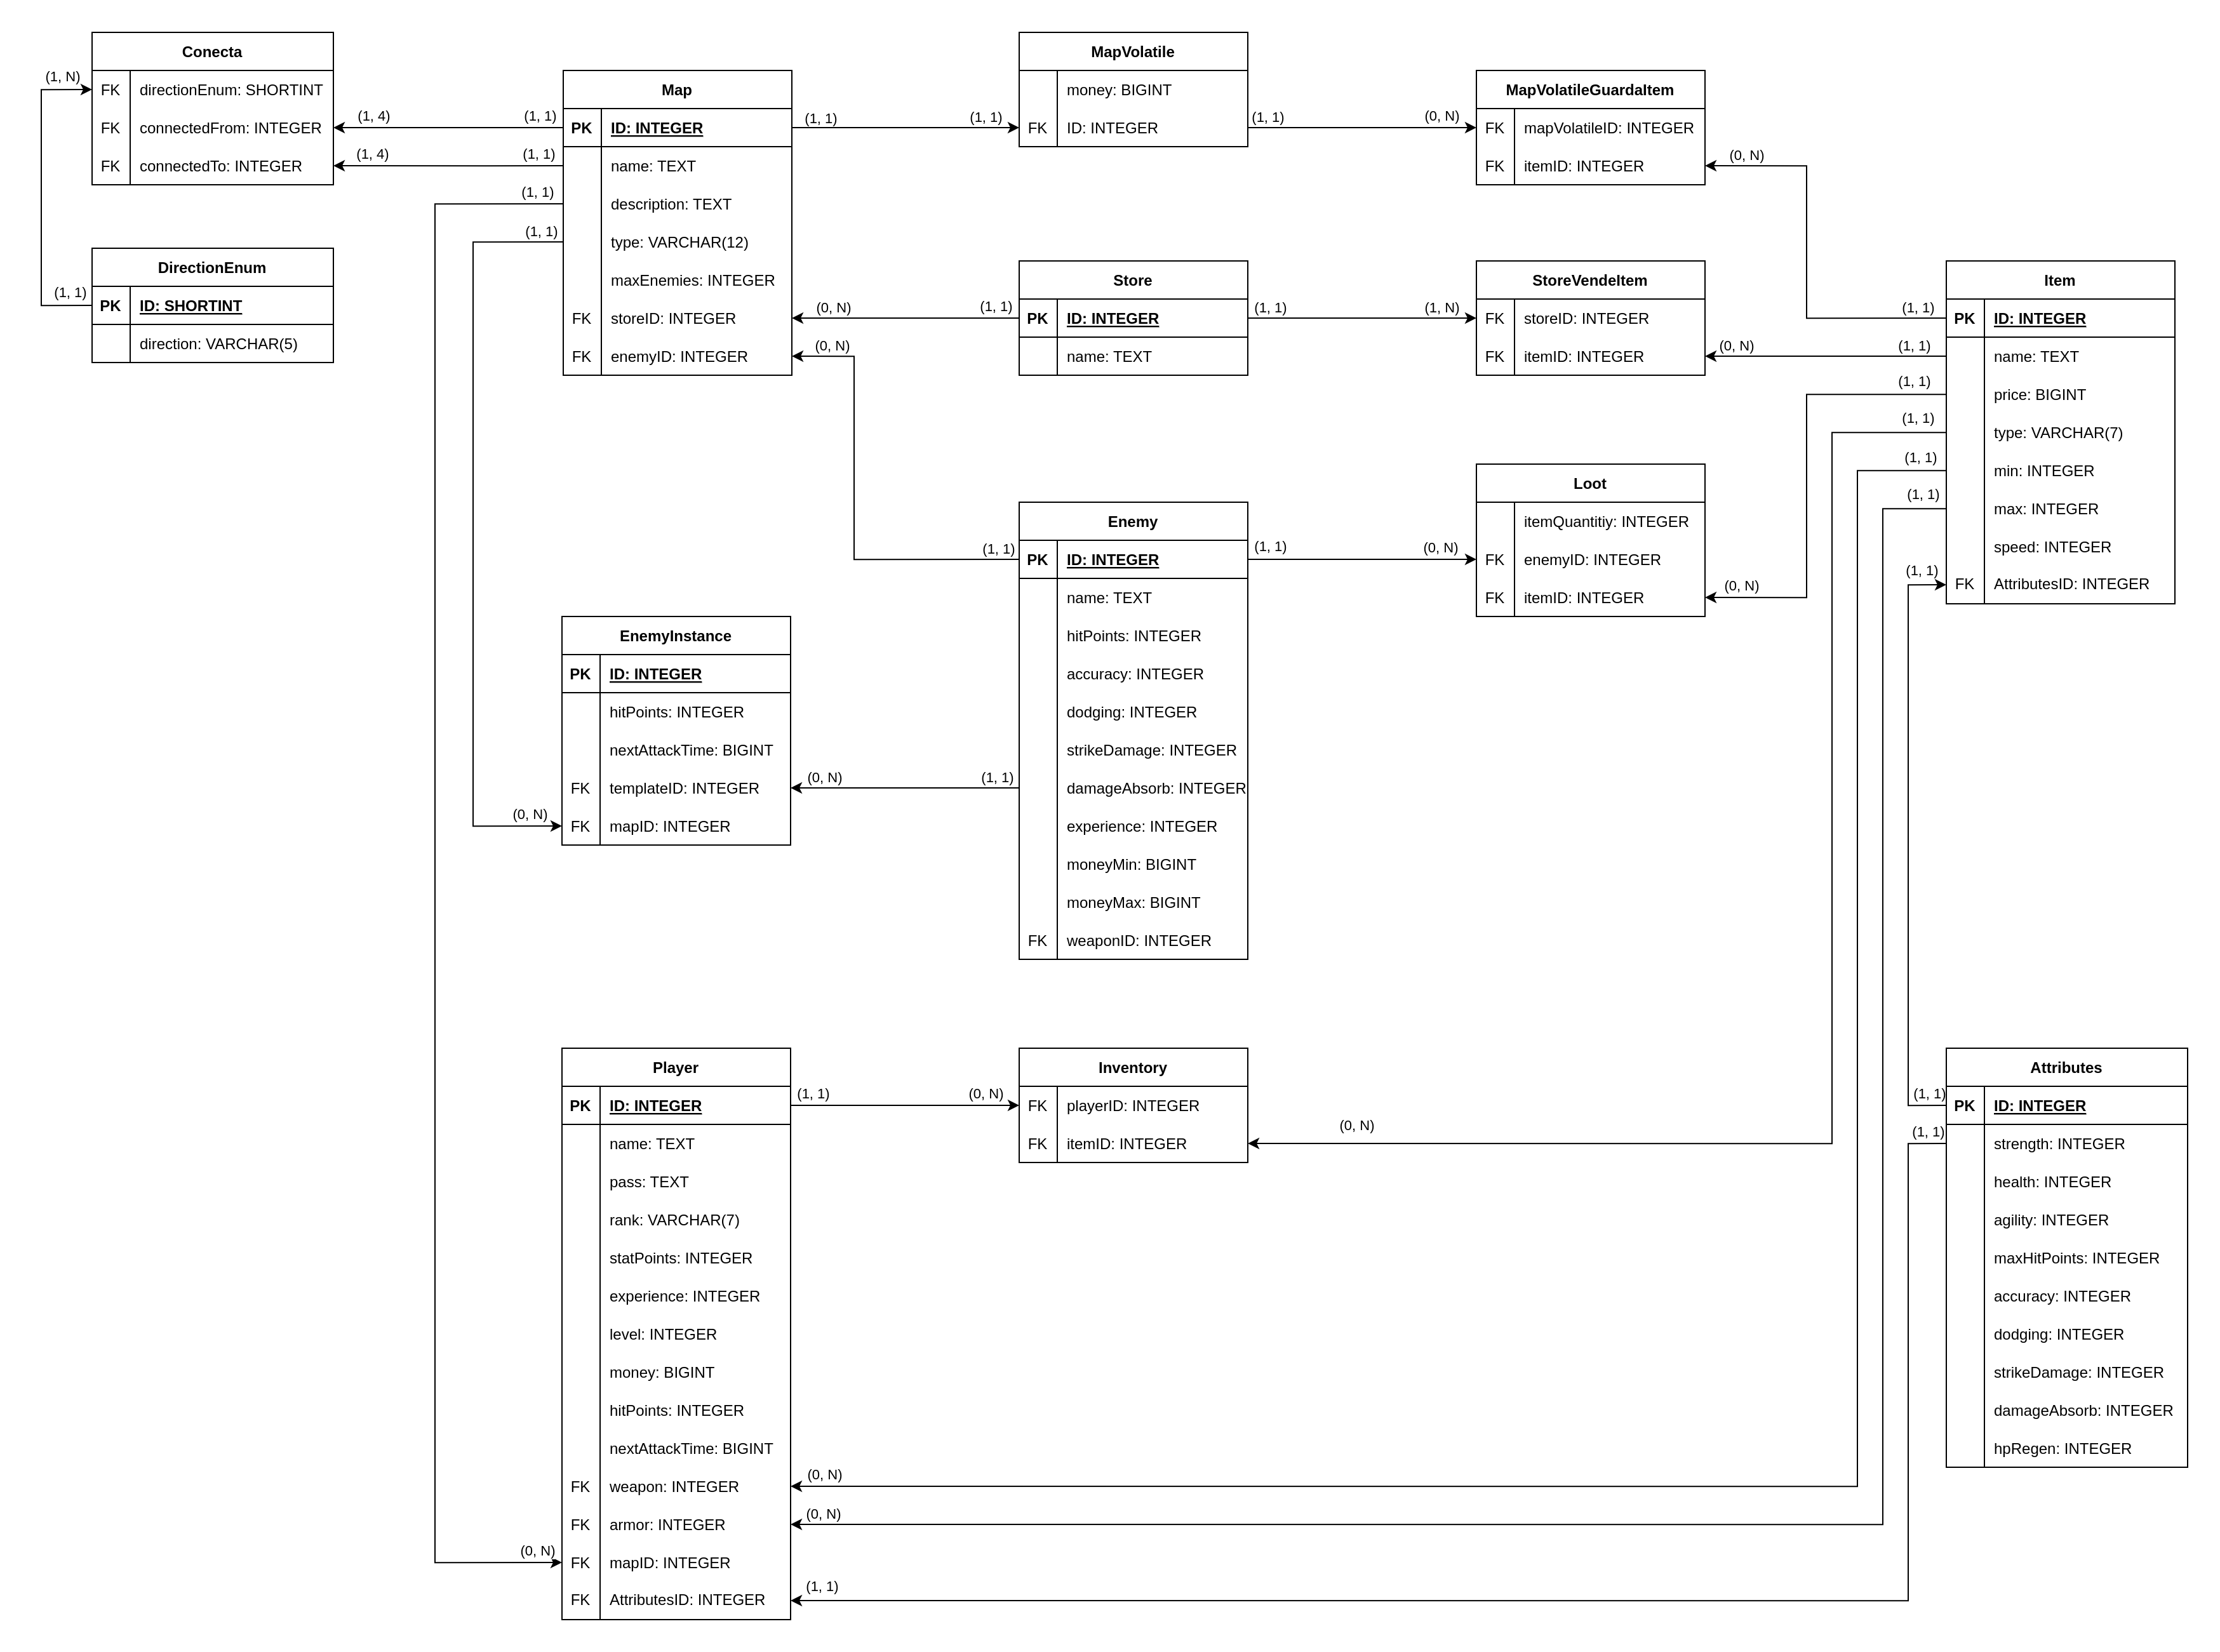 Conecta
FK directionEnum: SHORTINT
FK connectedFrom: INTEGER
FK connectedTo: INTEGER
(1, N)
(1, 4)
(1, 1)
(1, 4)
(1, 1)
(1, 1)
(1, 1)
DirectionEnum
(1, 1)
PK ID: SHORTINT
direction: VARCHAR(5)
Map
PK ID: INTEGER
name: TEXT
description: TEXT
type: VARCHAR(12)
maxEnemies: INTEGER
FK storeID: INTEGER
FK enemyID: INTEGER
(1, 1)
(1, 1)
(0, N)
(1, 1)
(0, N)
(1, 1)
MapVolatile
money: BIGINT
FK ID: INTEGER
(1, 1)
(0, N)
MapVolatileGuardaItem
FK mapVolatileID: INTEGER
FK itemID: INTEGER
(0, N)
Store
PK ID: INTEGER
name: TEXT
(1, 1)
(1, N)
StoreVendeItem
FK storeID: INTEGER
FK itemID: INTEGER
(0, N)
Item
PK ID: INTEGER
name: TEXT
price: BIGINT
type: VARCHAR(7)
min: INTEGER
max: INTEGER
speed: INTEGER
FK AttributesID: INTEGER
(1, 1)
(1, 1)
(1, 1)
(1, 1)
(1, 1)
(1, 1)
(1, 1)
Enemy
PK ID: INTEGER
name: TEXT
hitPoints: INTEGER
accuracy: INTEGER
dodging: INTEGER
strikeDamage: INTEGER
damageAbsorb: INTEGER
experience: INTEGER
moneyMin: BIGINT
moneyMax: BIGINT
FK weaponID: INTEGER
(1, 1)
(0, N)
Loot
itemQuantitiy: INTEGER
FK enemyID: INTEGER
FK itemID: INTEGER
(0, N)
EnemyInstance
PK ID: INTEGER
hitPoints: INTEGER
nextAttackTime: BIGINT
FK templateID: INTEGER
FK mapID: INTEGER
(0, N)
(1, 1)
(0, N)
Player
PK ID: INTEGER
name: TEXT
pass: TEXT
rank: VARCHAR(7)
statPoints: INTEGER
experience: INTEGER
level: INTEGER
money: BIGINT
hitPoints: INTEGER
nextAttackTime: BIGINT
FK weapon: INTEGER
FK armor: INTEGER
FK mapID: INTEGER
FK AttributesID: INTEGER
(1, 1)
(0, N)
(0, N)
(0, N)
(0, N)
(1, 1)
Inventory
FK playerID: INTEGER
FK itemID: INTEGER
(0, N)
Attributes
(1, 1)
PK ID: INTEGER
(1, 1)
strength: INTEGER
health: INTEGER
agility: INTEGER
maxHitPoints: INTEGER
accuracy: INTEGER
dodging: INTEGER
strikeDamage: INTEGER
damageAbsorb: INTEGER
hpRegen: INTEGER